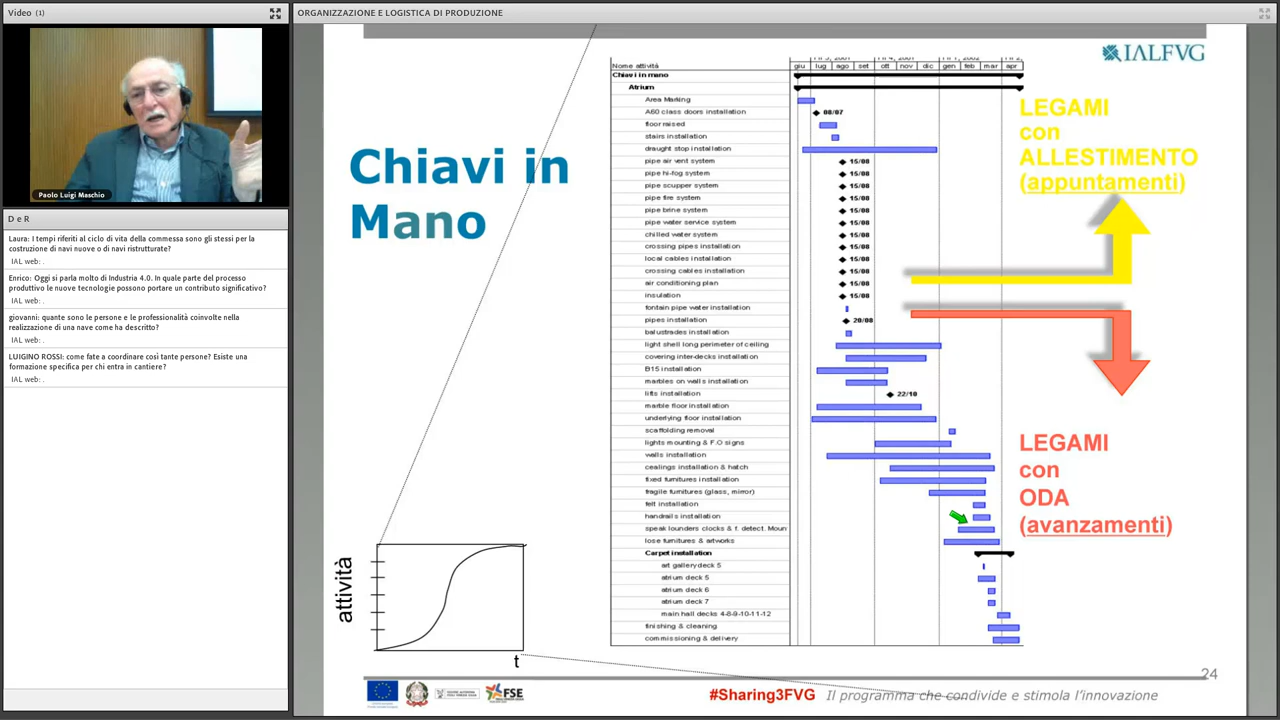 Video (1)
ORGANIZZAZIONE E LOGISTICA DI PRODUZIONE
Paolo Luigi Maschio
D e R
Laura: I tempi riferiti al ciclo di vita della commessa sono gli stessi per la
costruzione di navi nuove o di navi ristrutturate?
IAL web: .
Enrico: Oggi si parla molto di Industria 4.0. In quale parte del processo
produttivo le nuove tecnologie possono portare un contributo significativo?
IAL web: .
giovanni: quante sono le persone e le professionalità coinvolte nella
realizzazione di una nave come ha descritto?
IAL web: .
LUIGINO ROSSI: come fate a coordinare così tante persone? Esiste una
formazione specifica per chi entra in cantiere?
IAL web: .
IALFVG
Chiavi in
Mano
attività
t
Nome attività
giu lug ago set ott nov dic gen feb mar apr
Chiavi in mano
Atrium
Area Marking
A60 class doors installation 08/07
floor raised
stairs installation
draught stop installation
pipe air vent system 15/08
pipe hi-fog system 15/08
pipe scupper system 15/08
pipe fire system 15/08
pipe brine system 15/08
pipe water service system 15/08
chilled water system 15/08
crossing pipes installation 15/08
local cables installation 15/08
crossing cables installation 15/08
air conditioning plan 15/08
insulation 15/08
fontain pipe water installation
pipes installation 20/08
balustrades installation
light shell long perimeter of ceiling
covering inter-decks installation
B15 installation
marbles on walls installation
lifts installation 22/10
marble floor installation
underlying floor installation
scaffolding removal
lights mounting & F.O signs
walls installation
cealings installation & hatch
fixed furnitures installation
fragile furnitures (glass, mirror)
felt installation
handrails installation
speak lounders clocks & f. detect. Moun
lose furnitures & artworks
Carpet installation
art gallery deck 5
atrium deck 5
atrium deck 6
atrium deck 7
main hall decks 4-8-9-10-11-12
finishing & cleaning
commissioning & delivery
LEGAMI
con
ALLESTIMENTO
(appuntamenti)
LEGAMI
con
ODA
(avanzamenti)
24
FSE
#Sharing3FVG Il programma che condivide e stimola l'innovazione